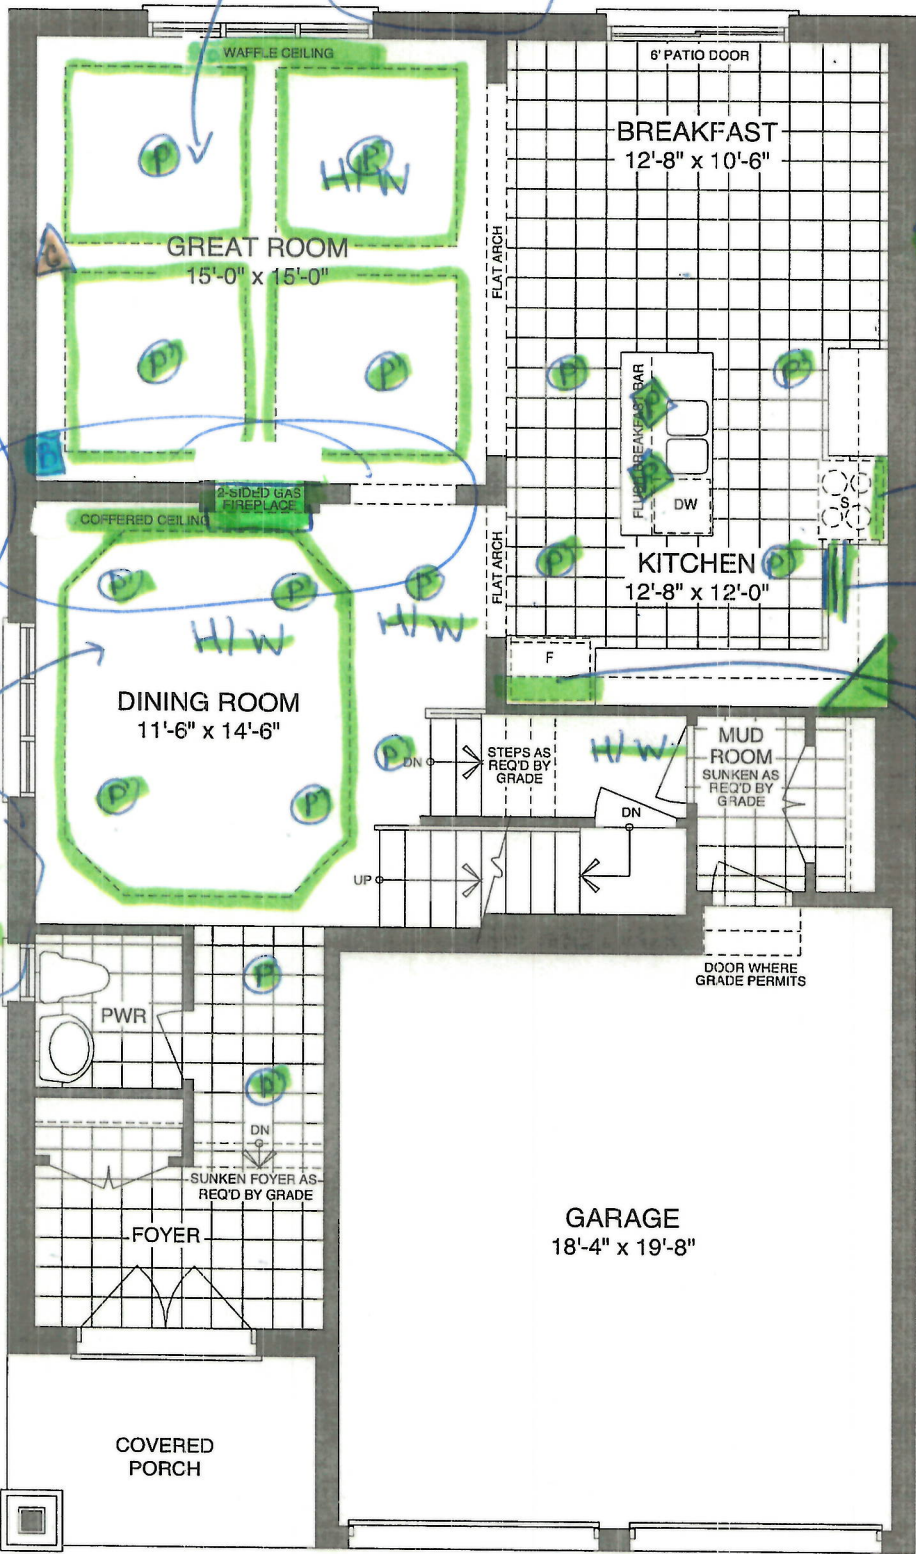 WAFFLE CEILING
6' PATIO DOOR
BREAKFAST
12'-8" x 10'-6"
P
P
H/W
GREAT ROOM
15'-0" x 15'-0"
FLAT ARCH
P
P
P
P
FLUSH BREAKFAST BAR
P
P
DW
S
2-SIDED GAS
FIREPLACE
COFFERED CEILING
FLAT ARCH
P
P
P
P
P
KITCHEN
12'-8" x 12'-0"
H/W
H/W
F
DINING ROOM
11'-6" x 14'-6"
P
DN
STEPS AS
REQ'D BY
GRADE
H/W
MUD
ROOM
SUNKEN AS
REQ'D BY
GRADE
P
P
DN
UP
DOOR WHERE
GRADE PERMITS
P
PWR
P
DN
SUNKEN FOYER AS
REQ'D BY GRADE
FOYER
GARAGE
18'-4" x 19'-8"
COVERED
PORCH